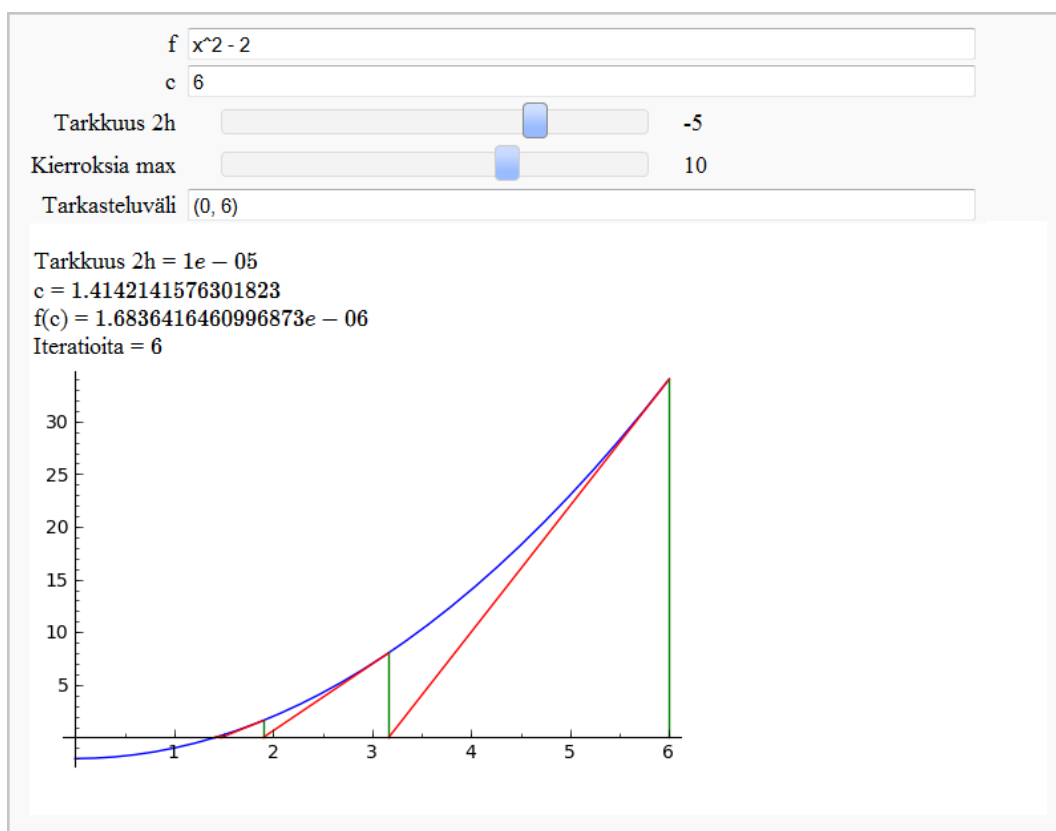 f x^2 - 2
c 6
Tarkkuus 2h -5
Kierroksia max 10
Tarkasteluväli (0, 6)
Tarkkuus 2h = 1e − 05
c = 1.4142141576301823
f(c) = 1.6836416460996873e − 06
Iteratioita = 6
30
25
20
15
10
5
1 2 3 4 5 6